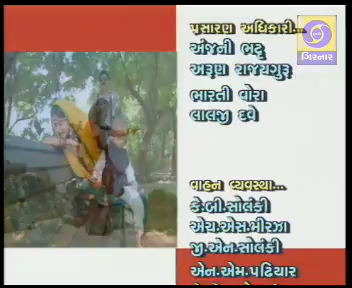 પ્રસારણ અધિકારી...
અંજની ભટ્ટ
અરૂણ રાજ્યગુરૂ
ભારતી વોરા
લાલજી દવે
ગિરનાર
વાહન વ્યવસ્થા...
કે.બી.સોલંકી
એચ.એસ.મીરઝા
જી.એન.સોલંકી
એન.એમ.પઢિયાર